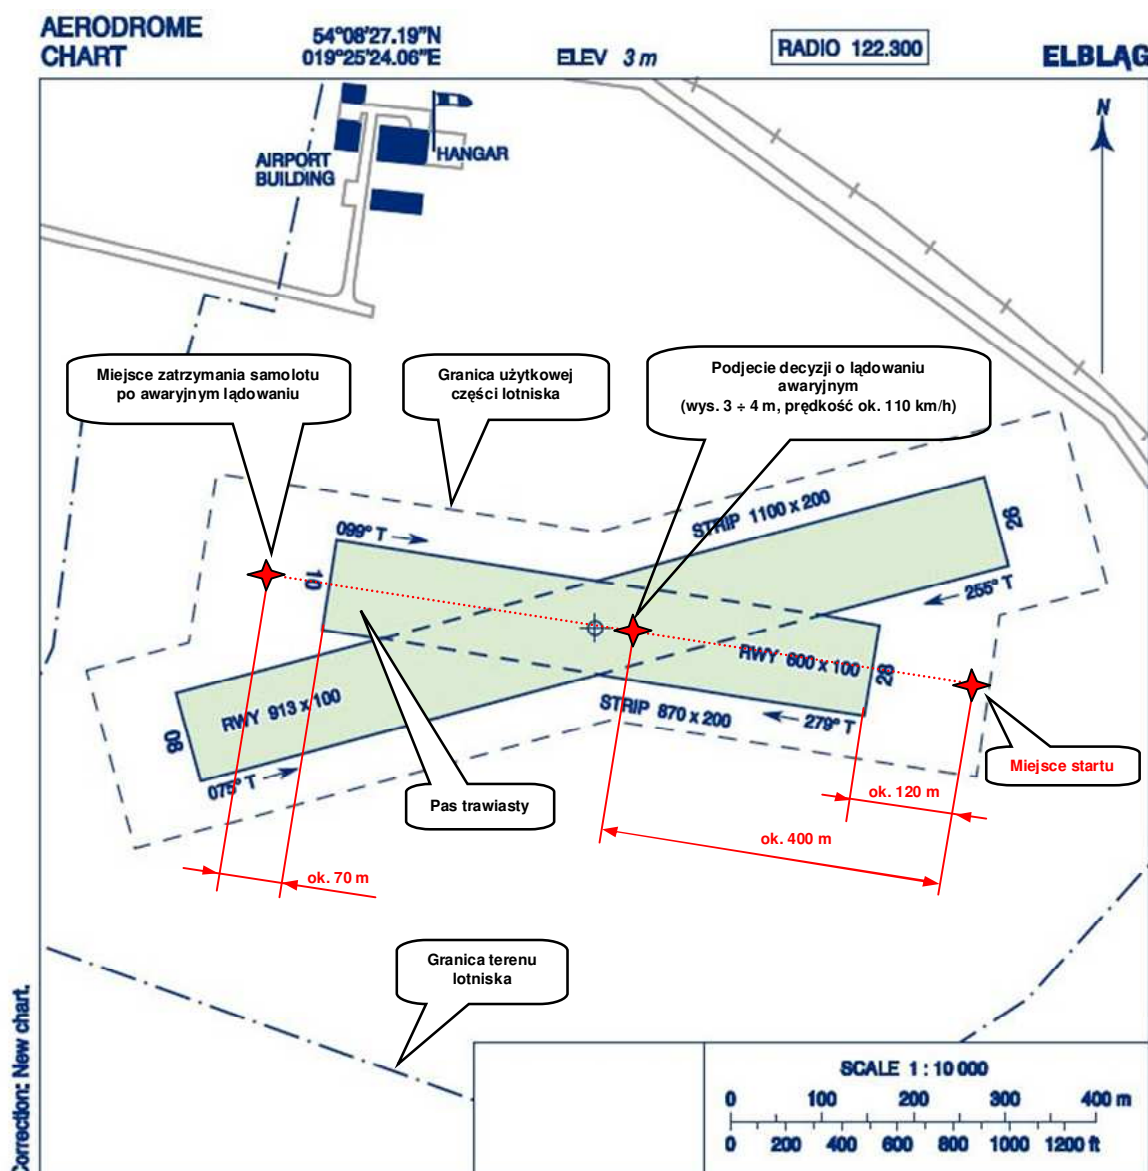 AERODROME
CHART
54°08'27.19"N
019°25'24.06"E
ELEV 3 m
RADIO 122.300
ELBLĄG
N
AIRPORT
BUILDING
HANGAR
Miejsce zatrzymania samolotu
po awaryjnym lądowaniu
Granica użytkowej
części lotniska
Podjecie decyzji o lądowaniu
awaryjnym
(wys. 3 ÷ 4 m, prędkość ok. 110 km/h)
STRIP 1100 x 200
099° T
10
26
255° T
RWY 600 x 100
28
RWY 913 x 100
STRIP 870 x 200
279° T
08
075° T
Miejsce startu
Pas trawiasty
ok. 120 m
ok. 400 m
ok. 70 m
Granica terenu
lotniska
Correction: New chart.
SCALE 1 : 10 000
0 100 200 300 400 m
0 200 400 600 800 1000 1200 ft